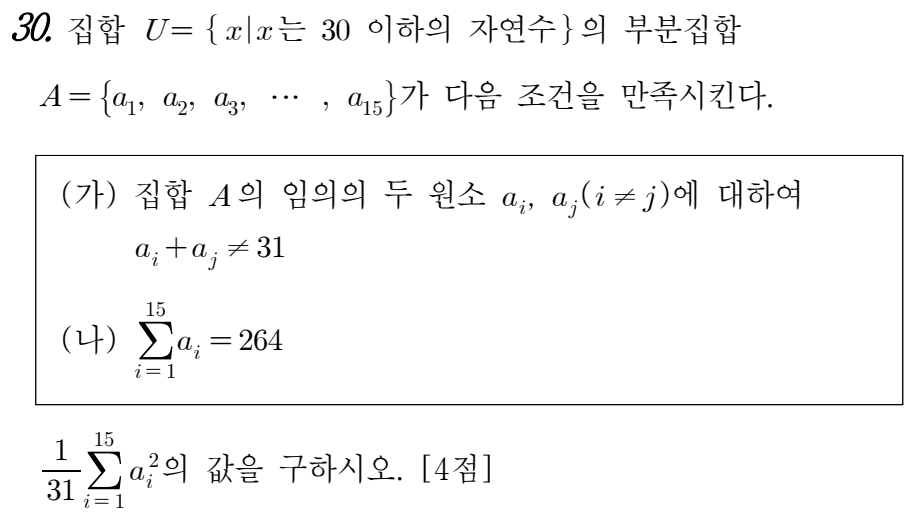 30. 집합 U={x|x는 30 이하의 자연수}의 부분집합
A={a₁, a₂, a₃, ⋯ , a₁₅}가 다음 조건을 만족시킨다.
(가) 집합 A의 임의의 두 원소 aᵢ, aⱼ(i≠j)에 대하여
aᵢ+aⱼ≠31
(나) \sum_{i=1}^{15} aᵢ=264
\frac{1}{31}\sum_{i=1}^{15} aᵢ²의 값을 구하시오. [4점]